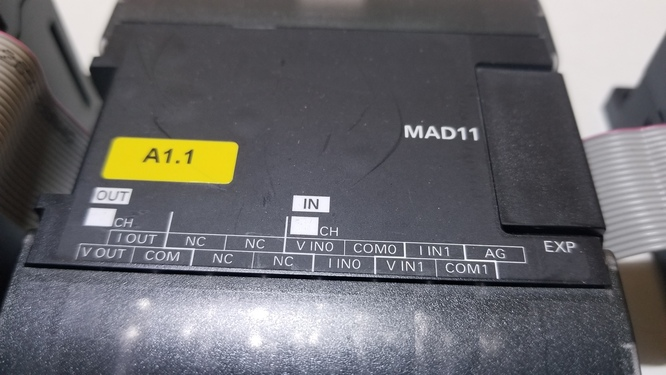 MAD11
A1.1
OUT IN
CH CH
I OUT NC NC V IN0 COM0 I IN1 AG
V OUT COM NC NC I IN0 V IN1 COM1
EXP